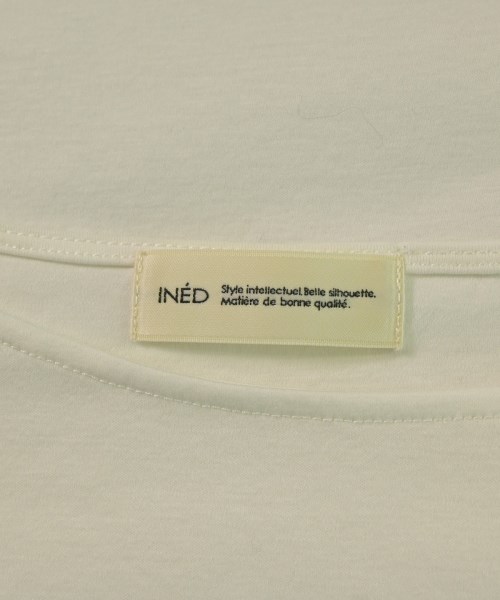 INÉD
Style intellectuel. Belle silhouette.
Matière de bonne qualité.